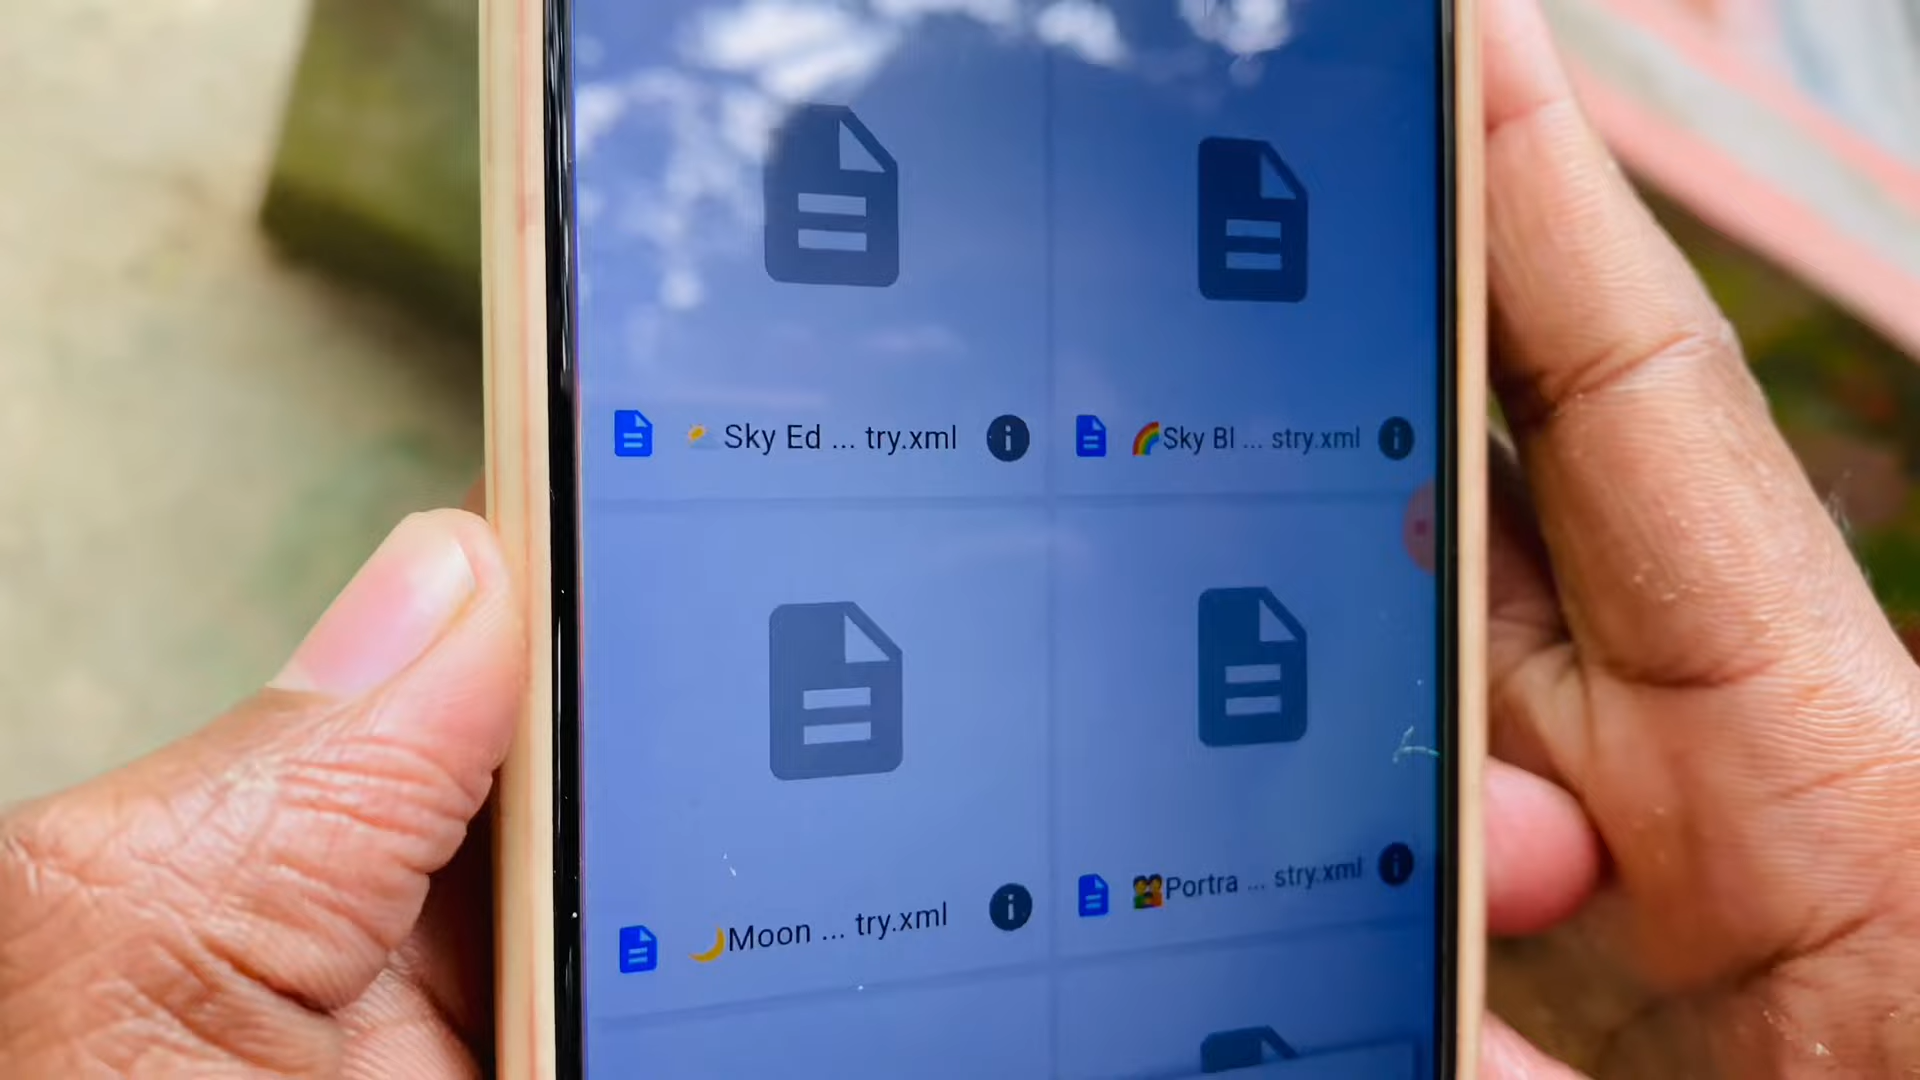 🌤️Sky Ed ... try.xml
🌈Sky Bl ... stry.xml
🌙Moon ... try.xml
👫Portra ... stry.xml